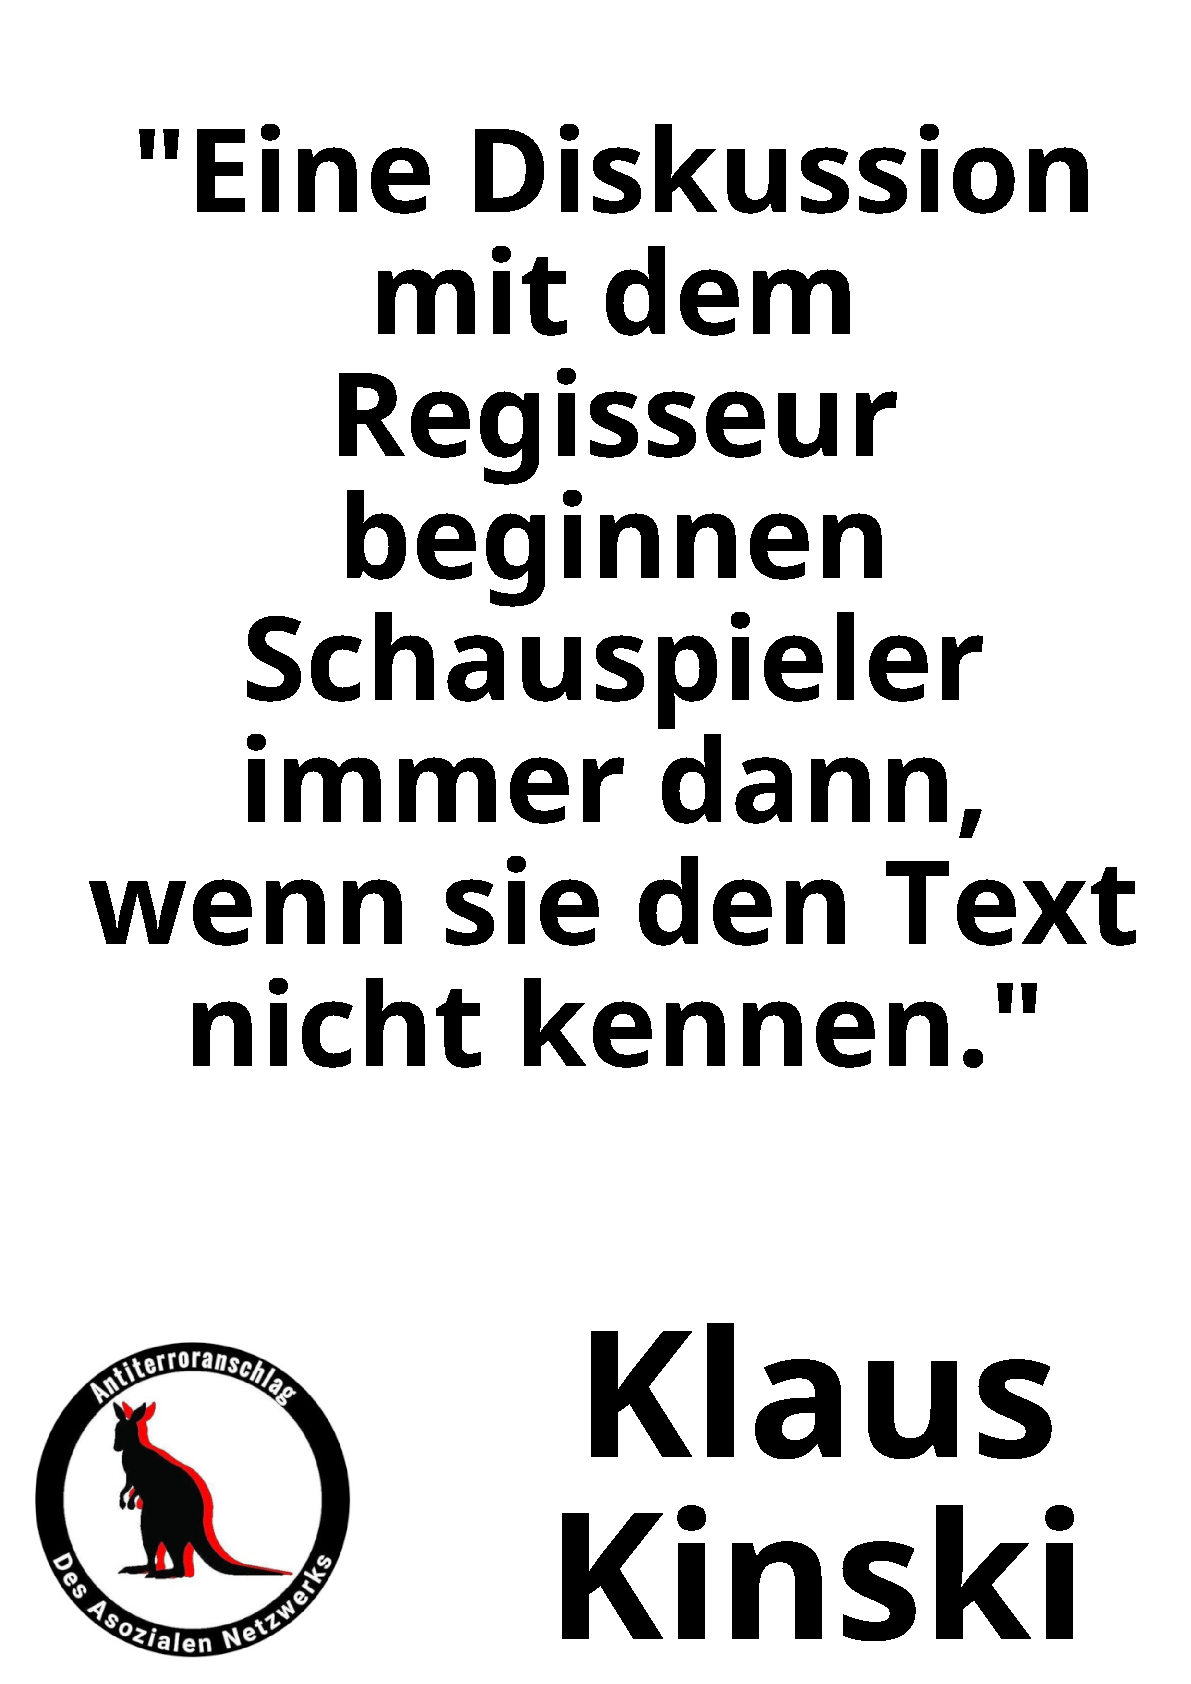 "Eine Diskussion
mit dem
Regisseur
beginnen
Schauspieler
immer dann,
wenn sie den Text
nicht kennen."
Antiterroranschlag
Des Asozialen Netzwerks
Klaus
Kinski